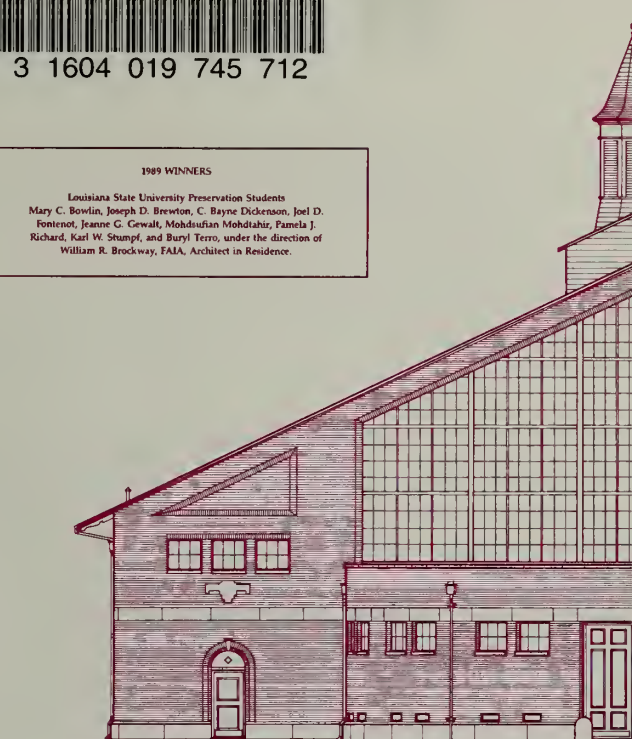 3 1604 019 745 712
1989 WINNERS
Louisiana State University Preservation Students
Mary C. Bowlin, Joseph D. Brewton, C. Bayne Dickenson, Joel D.
Fontenot, Jeanne G. Gewalt, Mohdsufian Mohdtahir, Pamela J.
Richard, Karl W. Stumpf, and Buryl Terro, under the direction of
William R. Brockway, FAIA, Architect in Residence.